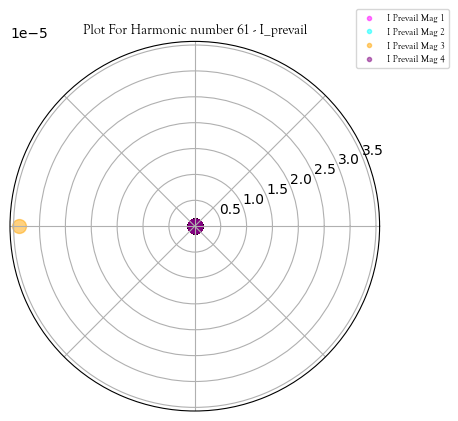 1e−5
Plot For Harmonic number 61 - I_prevail
I Prevail Mag 1
I Prevail Mag 2
I Prevail Mag 3
I Prevail Mag 4
3.5
3.0
2.5
2.0
1.5
1.0
0.5